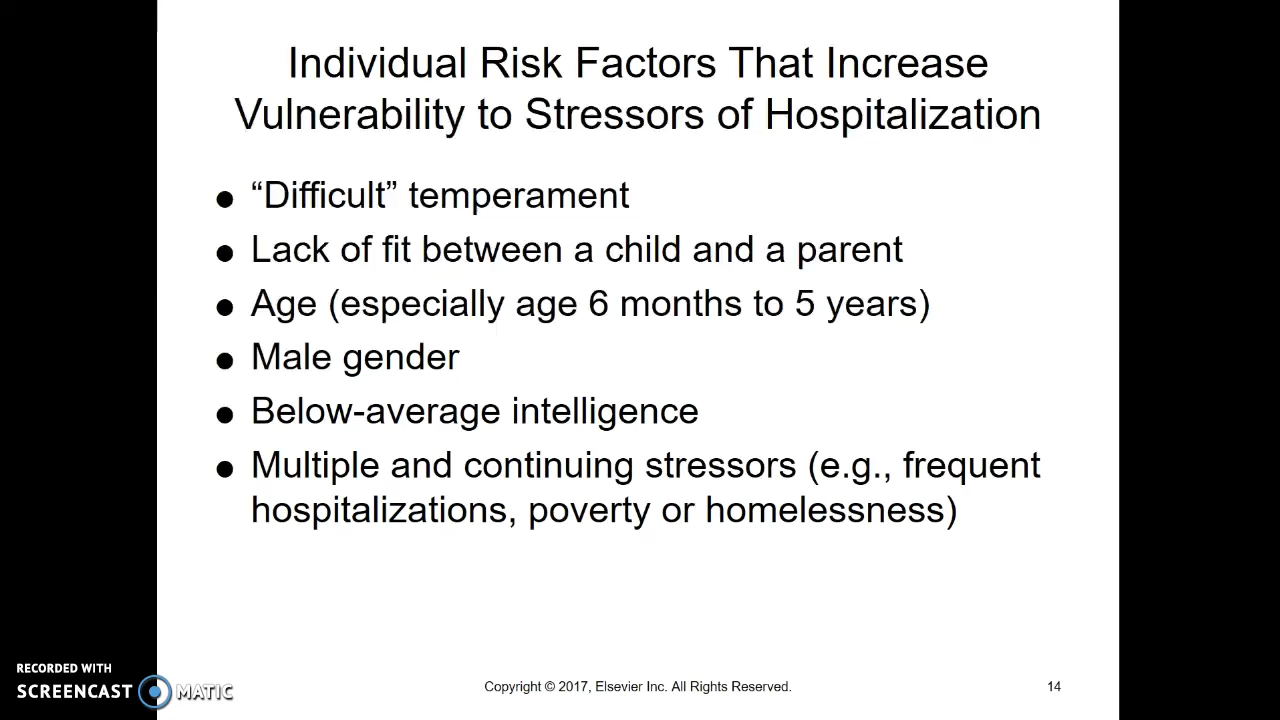 Individual Risk Factors That Increase
Vulnerability to Stressors of Hospitalization
● “Difficult” temperament
● Lack of fit between a child and a parent
● Age (especially age 6 months to 5 years)
● Male gender
● Below-average intelligence
● Multiple and continuing stressors (e.g., frequent
hospitalizations, poverty or homelessness)
RECORDED WITH
SCREENCAST MATIC
Copyright © 2017, Elsevier Inc. All Rights Reserved.
14